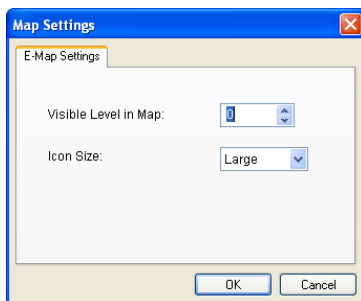 Map Settings
E-Map Settings
Visible Level in Map: 0
Icon Size: Large
OK Cancel